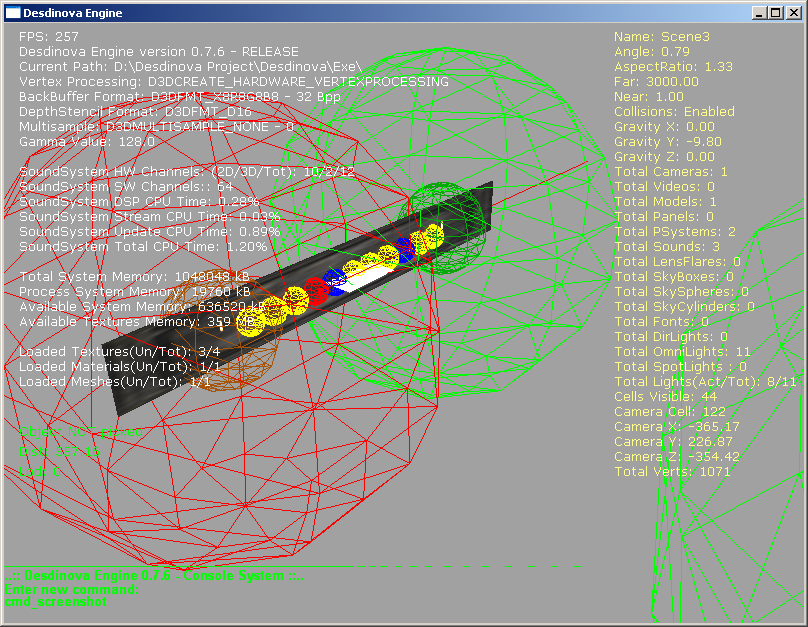 Desdinova Engine
FPS: 257
Desdinova Engine version 0.7.6 - RELEASE
Current Path: D:\Desdinova Project\Desdinova\Exe\
Vertex Processing: D3DCREATE_HARDWARE_VERTEXPROCESSING
BackBuffer Format: D3DFMT_X8R8G8B8 - 32 Bpp
DepthStencil Format: D3DFMT_D16
Multisample: D3DMULTISAMPLE_NONE - 0
Gamma Value: 128.0
SoundSystem HW Channels: (2D/3D/Tot): 10/2/12
SoundSystem SW Channels:: 64
SoundSystem DSP CPU Time: 0.28%
SoundSystem Stream CPU Time: 0.03%
SoundSystem Update CPU Time: 0.89%
SoundSystem Total CPU Time: 1.20%
Total System Memory: 1048048 kB
Process System Memory: 19760 kB
Available System Memory: 636520 kB
Available Textures Memory: 359 MB
Loaded Textures(Un/Tot): 3/4
Loaded Materials(Un/Tot): 1/1
Loaded Meshes(Un/Tot): 1/1
Name: Scene3
Angle: 0.79
AspectRatio: 1.33
Far: 3000.00
Near: 1.00
Collisions: Enabled
Gravity X: 0.00
Gravity Y: -9.80
Gravity Z: 0.00
Total Cameras: 1
Total Videos: 0
Total Models: 1
Total Panels: 0
Total PSystems: 2
Total Sounds: 3
Total LensFlares: 0
Total SkyBoxes: 0
Total SkySpheres: 0
Total SkyCylinders: 0
Total Fonts: 0
Total DirLights: 0
Total OmniLights: 11
Total SpotLights : 0
Total Lights(Act/Tot): 8/11
Cells Visible: 44
Camera Cell: 122
Camera X: -365.17
Camera Y: 226.87
Camera Z: -354.42
Total Verts: 1071
..:: Desdinova Engine 0.7.6 - Console System ::..
Enter new command:
cmd_screenshot